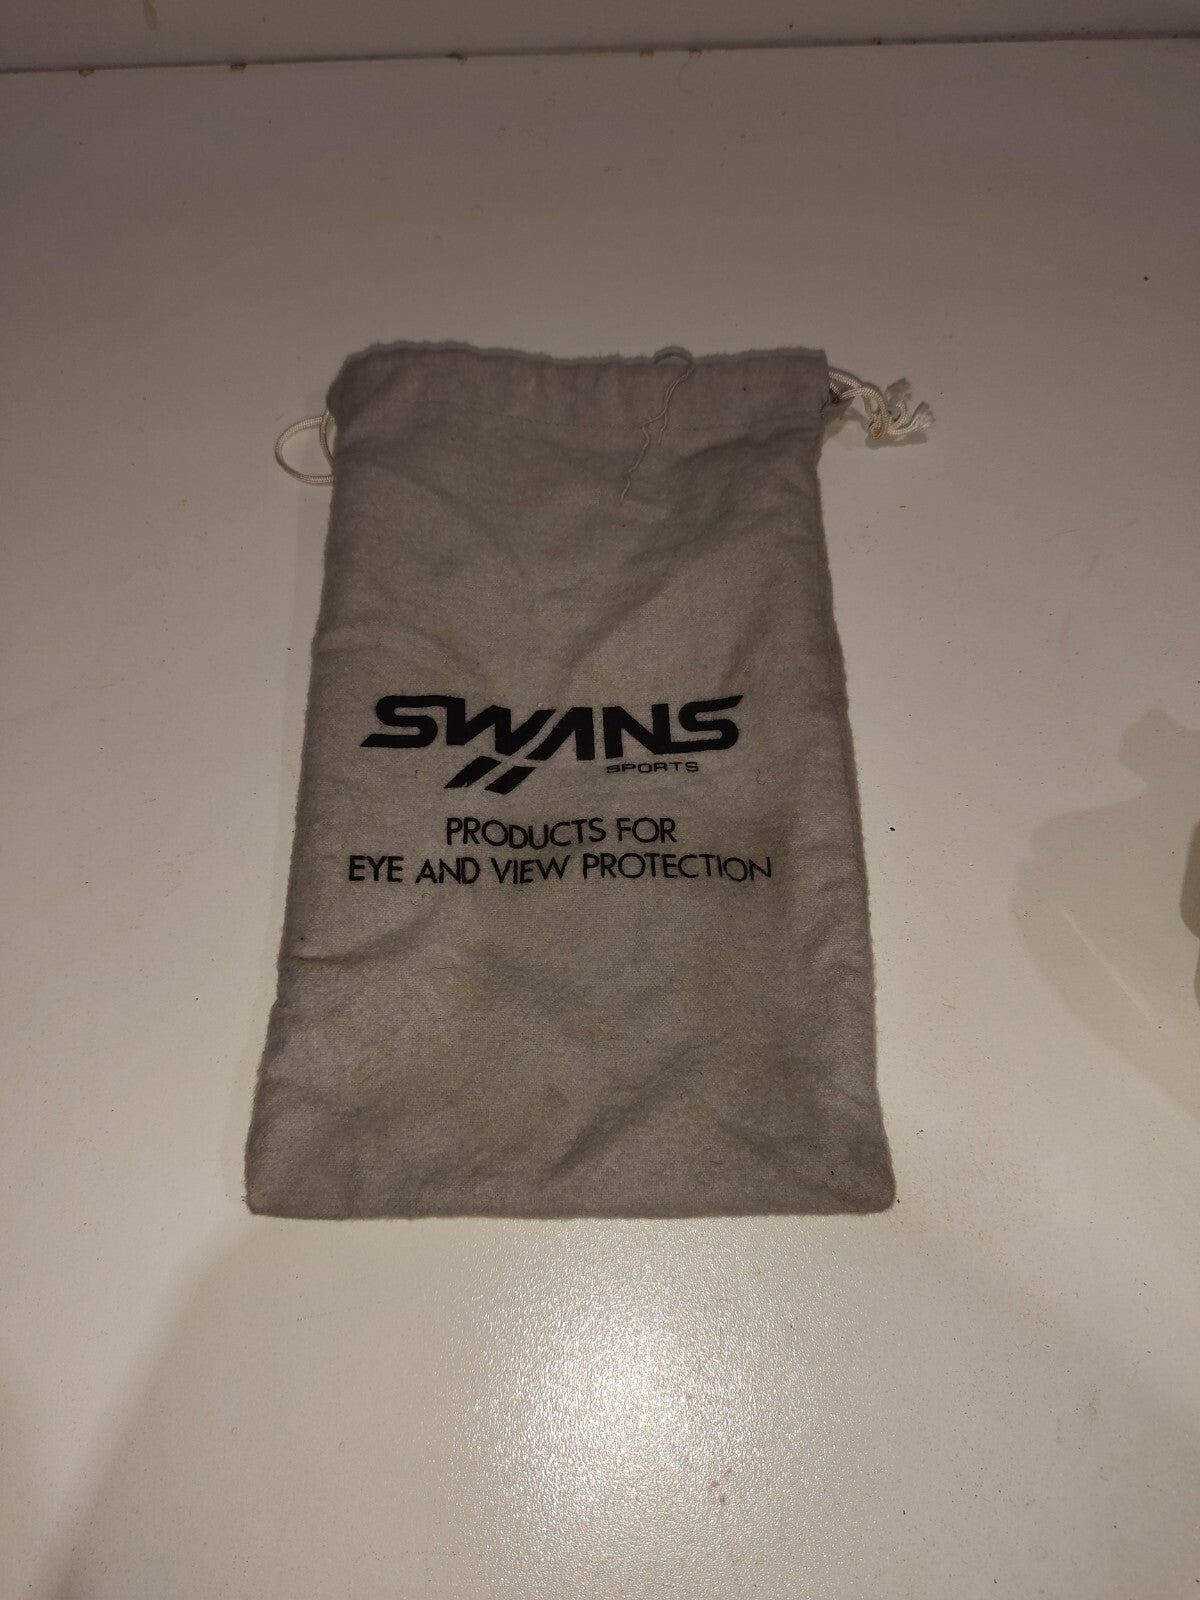 SWANS
SPORTS
PRODUCTS FOR
EYE AND VIEW PROTECTION